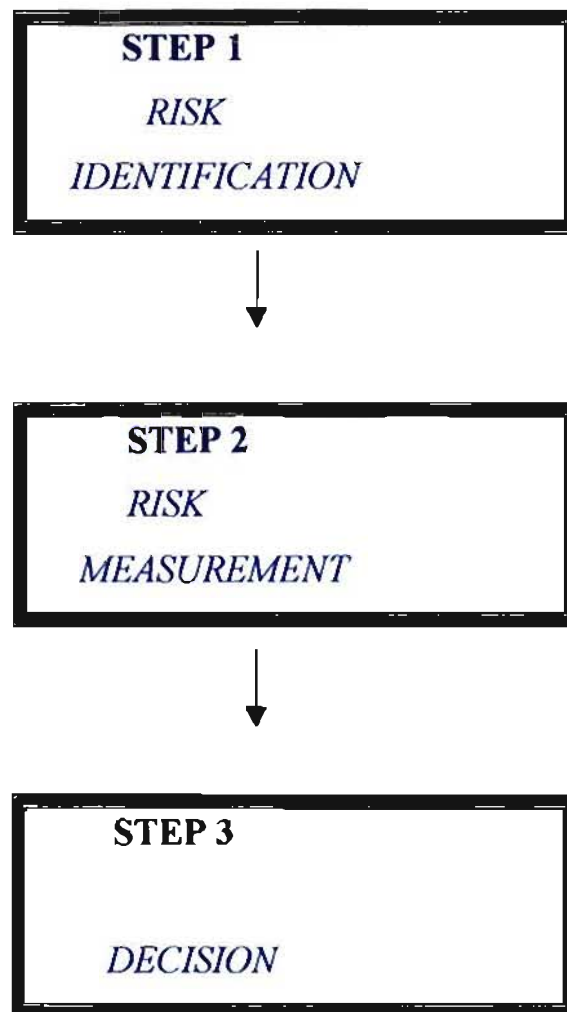 STEP 1
RISK
IDENTIFICATION
STEP 2
RISK
MEASUREMENT
STEP 3
DECISION